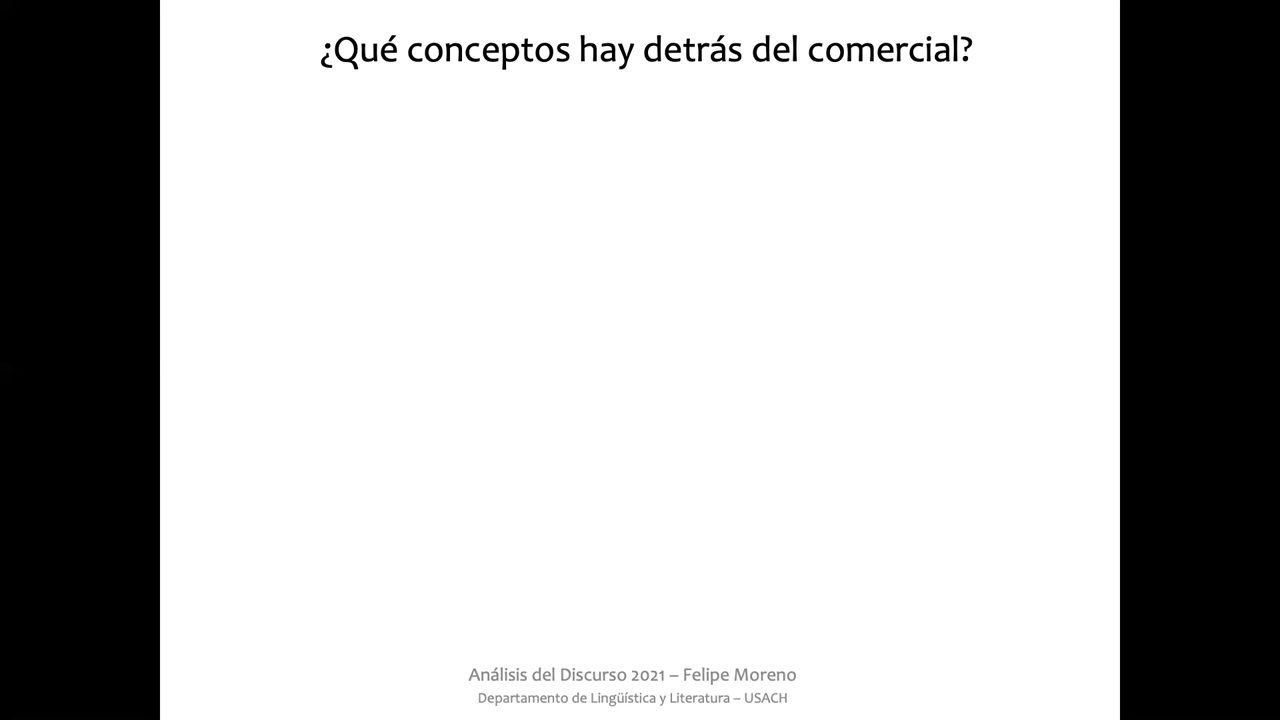 ¿Qué conceptos hay detrás del comercial?
Análisis del Discurso 2021 – Felipe Moreno
Departamento de Lingüística y Literatura – USACH